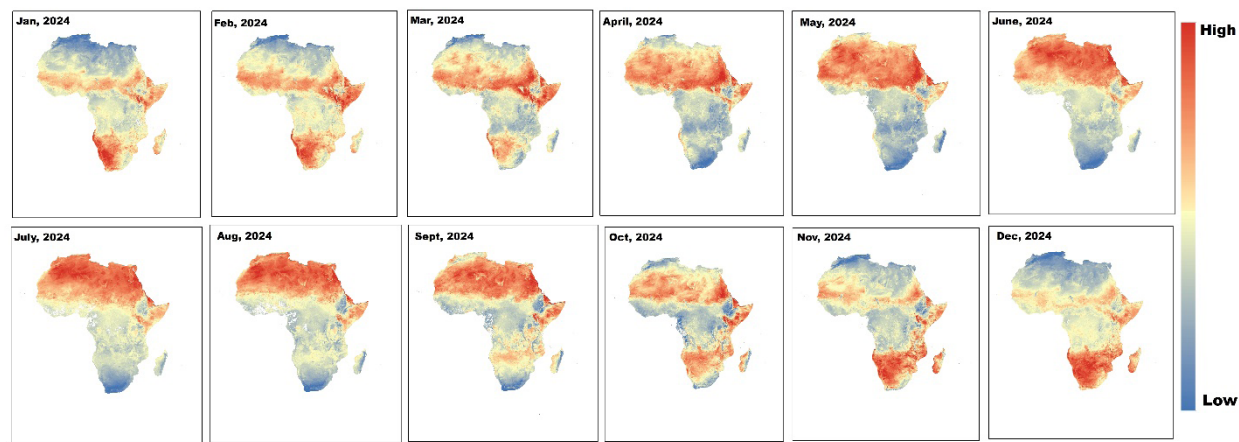 Jan, 2024
Feb, 2024
Mar, 2024
April, 2024
May, 2024
June, 2024
High
July, 2024
Aug, 2024
Sept, 2024
Oct, 2024
Nov, 2024
Dec, 2024
Low